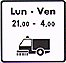 Lun - Ven
21,00 - 4,00